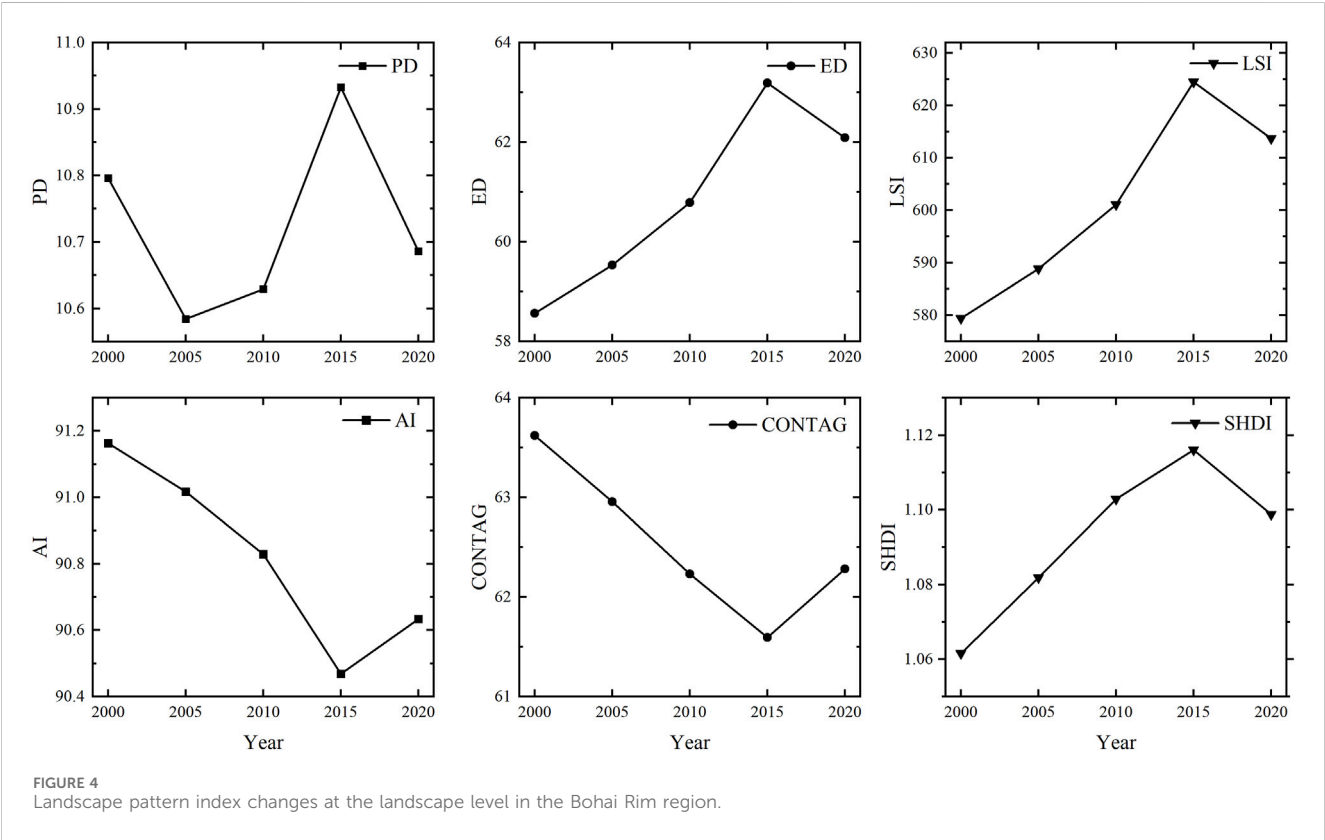 11.0
10.9
10.8
10.7
10.6
PD
PD
2000 2005 2010 2015 2020
64
62
60
58
ED
ED
2000 2005 2010 2015 2020
630
620
610
600
590
580
LSI
LSI
2000 2005 2010 2015 2020
91.2
91.0
90.8
90.6
90.4
AI
AI
2000 2005 2010 2015 2020
Year
64
63
62
61
CONTAG
CONTAG
2000 2005 2010 2015 2020
Year
1.12
1.10
1.08
1.06
SHDI
SHDI
2000 2005 2010 2015 2020
Year
FIGURE 4
Landscape pattern index changes at the landscape level in the Bohai Rim region.